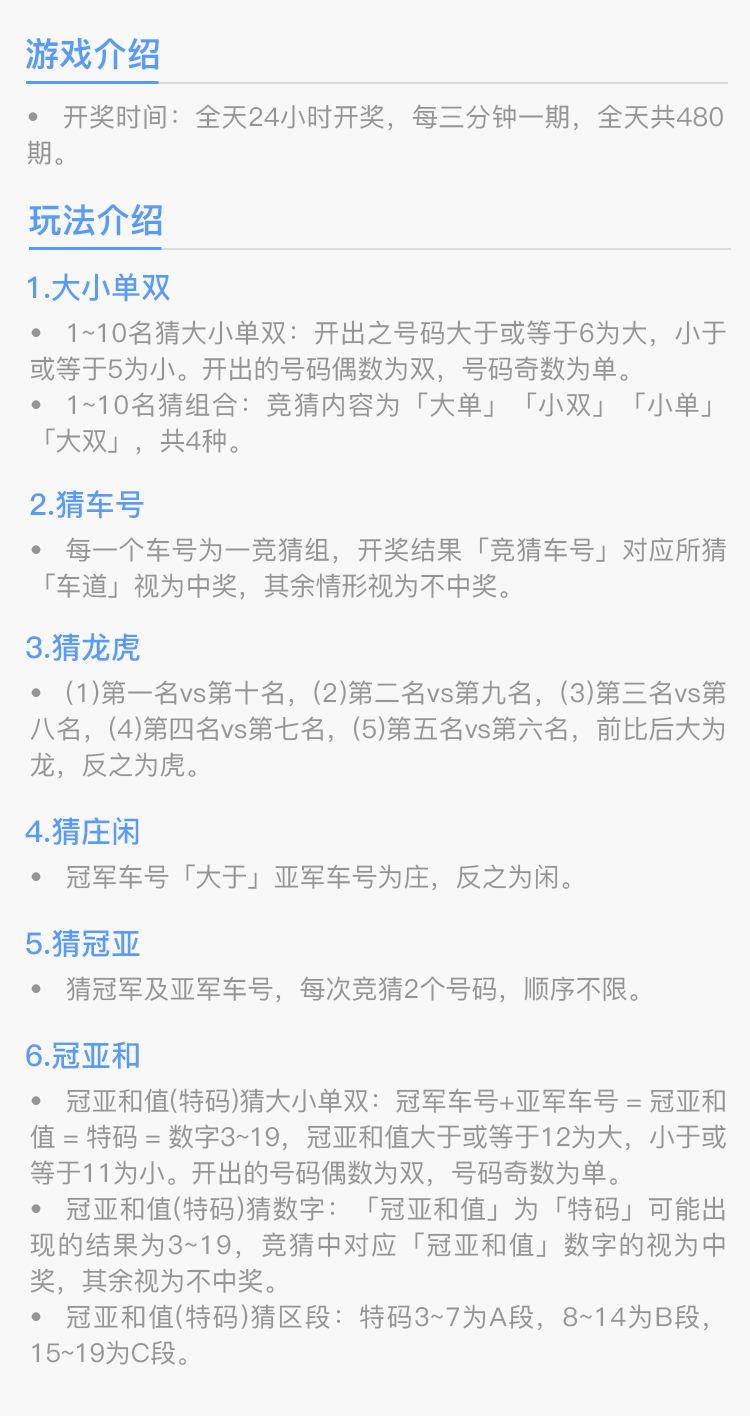 游戏介绍
• 开奖时间：全天24小时开奖，每三分钟一期，全天共480
期。
玩法介绍
1.大小单双
• 1~10名猜大小单双：开出之号码大于或等于6为大，小于
或等于5为小。开出的号码偶数为双，号码奇数为单。
• 1~10名猜组合：竞猜内容为「大单」「小双」「小单」
「大双」，共4种。
2.猜车号
• 每一个车号为一竞猜组，开奖结果「竞猜车号」对应所猜
「车道」视为中奖，其余情形视为不中奖。
3.猜龙虎
• (1)第一名vs第十名，(2)第二名vs第九名，(3)第三名vs第
八名，(4)第四名vs第七名，(5)第五名vs第六名，前比后大为
龙，反之为虎。
4.猜庄闲
• 冠军车号「大于」亚军车号为庄，反之为闲。
5.猜冠亚
• 猜冠军及亚军车号，每次竞猜2个号码，顺序不限。
6.冠亚和
• 冠亚和值(特码)猜大小单双：冠军车号+亚军车号 = 冠亚和
值 = 特码 = 数字3~19，冠亚和值大于或等于12为大，小于或
等于11为小。开出的号码偶数为双，号码奇数为单。
• 冠亚和值(特码)猜数字：「冠亚和值」为「特码」可能出
现的结果为3~19，竞猜中对应「冠亚和值」数字的视为中
奖，其余视为不中奖。
• 冠亚和值(特码)猜区段：特码3~7为A段，8~14为B段，
15~19为C段。